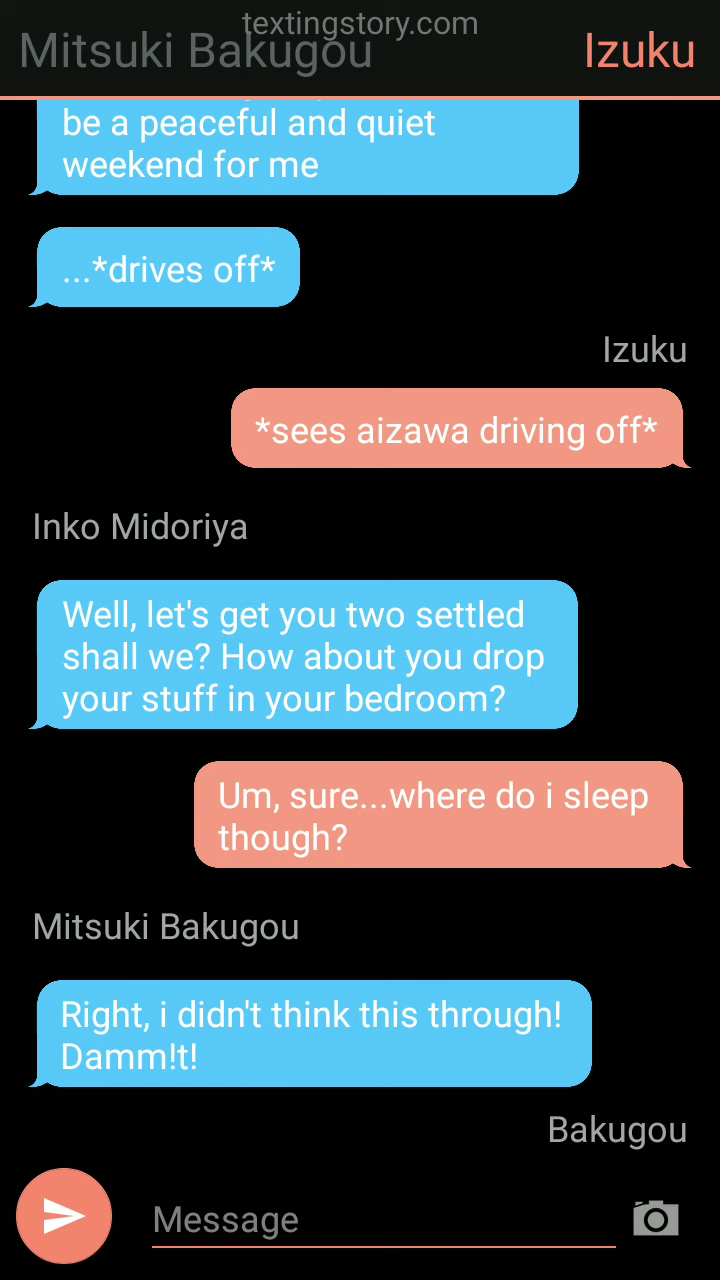 textingstory.com
Mitsuki Bakugou
Izuku
be a peaceful and quiet
weekend for me
...*drives off*
Izuku
*sees aizawa driving off*
Inko Midoriya
Well, let's get you two settled
shall we? How about you drop
your stuff in your bedroom?
Um, sure...where do i sleep
though?
Mitsuki Bakugou
Right, i didn't think this through!
Damm!t!
Bakugou
Message